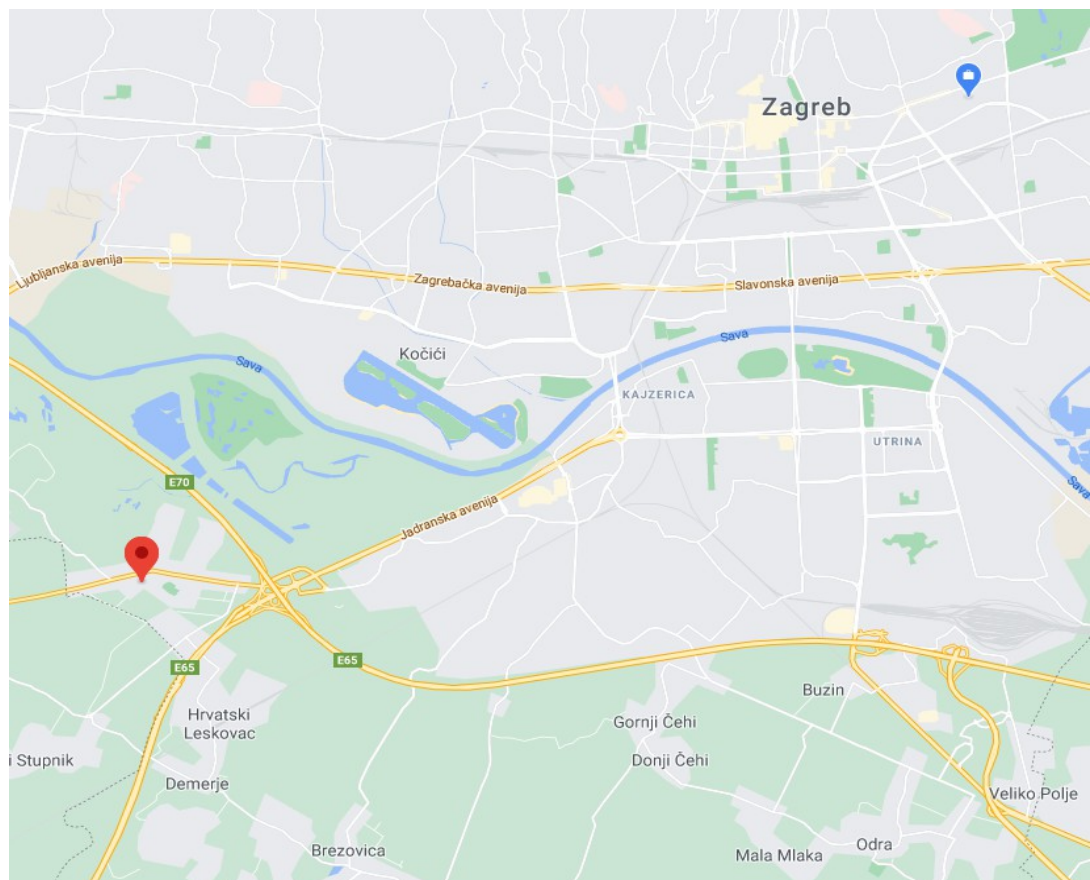 Zagreb
Ljubljanska avenija
Zagrebačka avenija
Slavonska avenija
Sava
Sava
Kočići
KAJZERICA
UTRINA
E70
Sava
Jadranska avenija
E65
E65
Buzin
Hrvatski
Leskovac
Gornji Čehi
i Stupnik
Donji Čehi
Demerje
Veliko Polje
Brezovica
Mala Mlaka
Odra